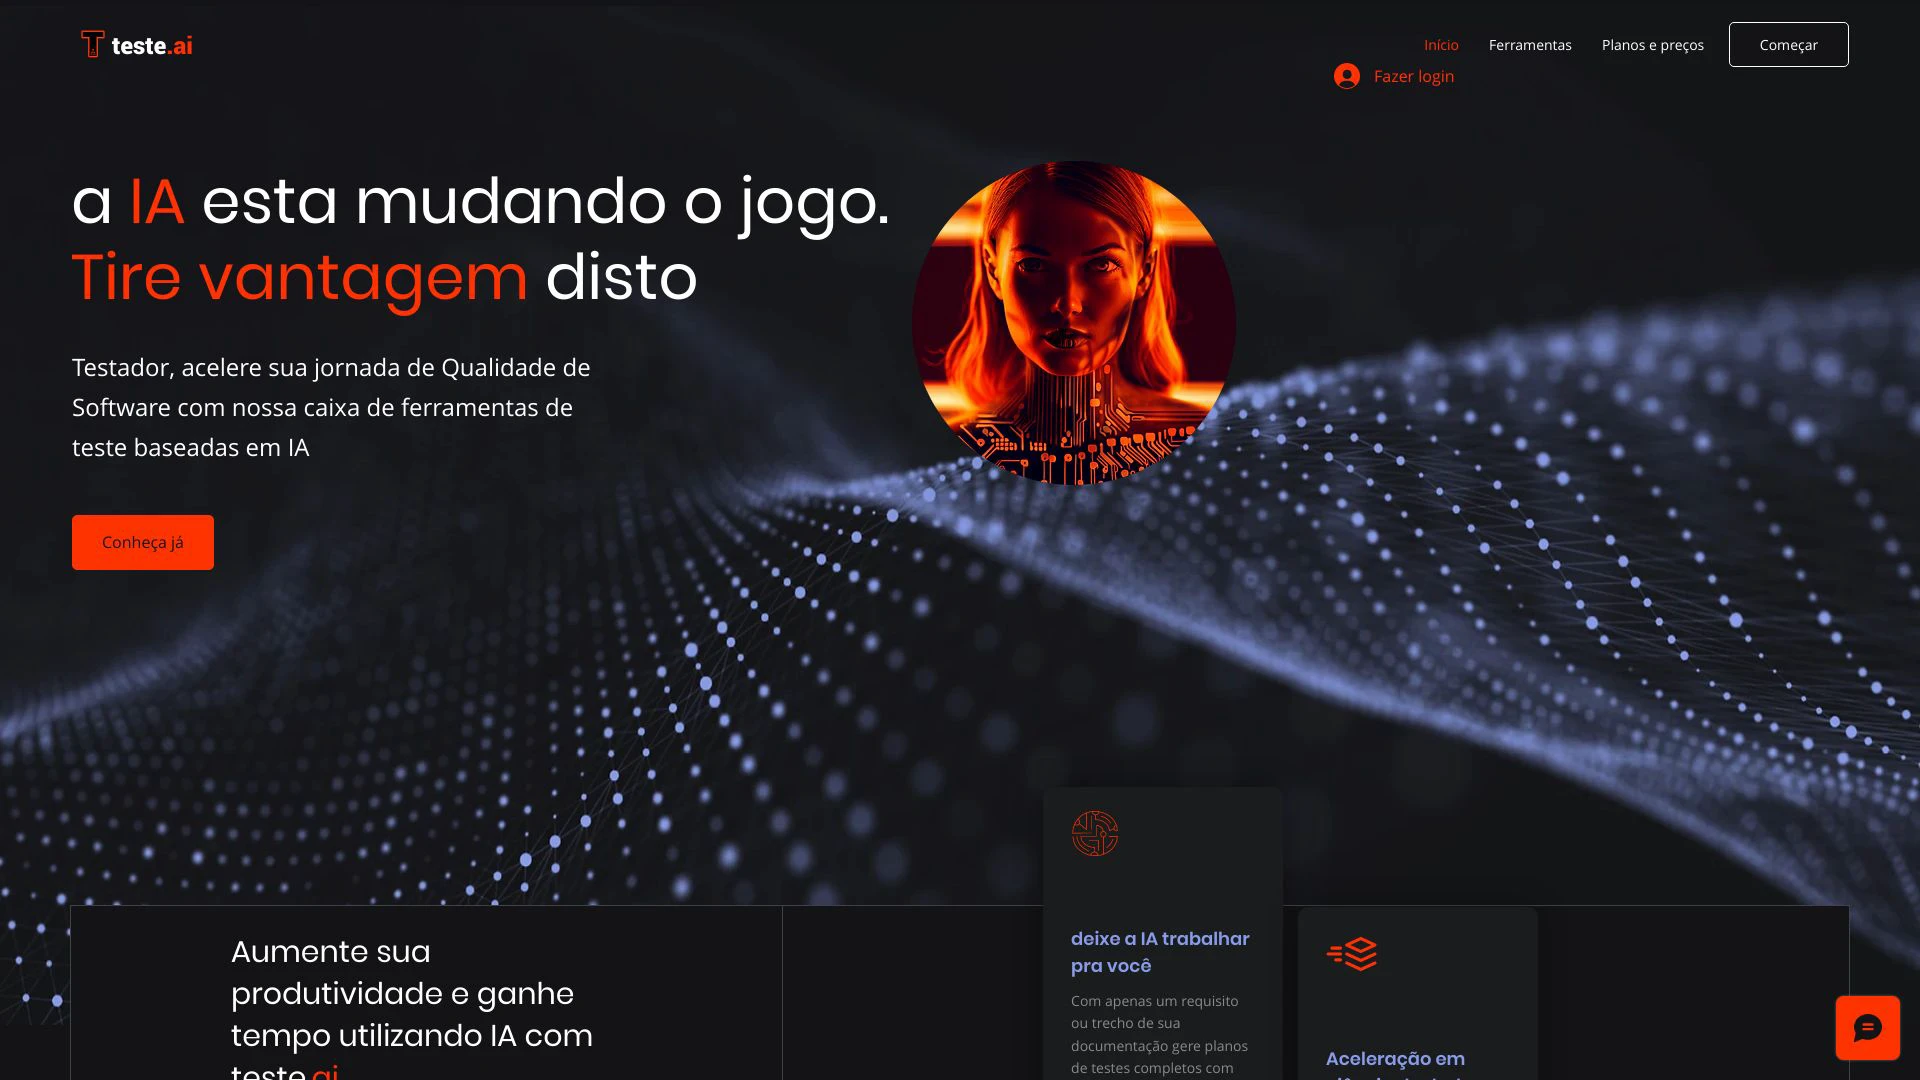 teste.ai
Início
Ferramentas
Planos e preços
Começar
Fazer login
a IA esta mudando o jogo.
Tire vantagem disto
Testador, acelere sua jornada de Qualidade de
Software com nossa caixa de ferramentas de
teste baseadas em IA
Conheça já
Aumente sua
produtividade e ganhe
tempo utilizando IA com
teste.ai
deixe a IA trabalhar
pra você
Com apenas um requisito
ou trecho de sua
documentação gere planos
de testes completos com
Aceleração em